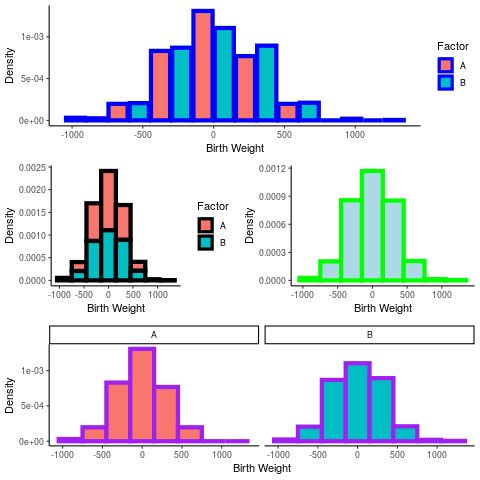 1e-03
5e-04
0e+00
Density
-1000 -500 0 500 1000
Birth Weight
Factor
A
B
0.0025
0.0020
0.0015
0.0010
0.0005
0.0000
Density
-1000 -500 0 500 1000
Birth Weight
Factor
A
B
0.0012
0.0009
0.0006
0.0003
0.0000
Density
-1000 -500 0 500 1000
Birth Weight
A B
1e-03
5e-04
0e+00
Density
-1000 -500 0 500 1000 -1000 -500 0 500 1000
Birth Weight